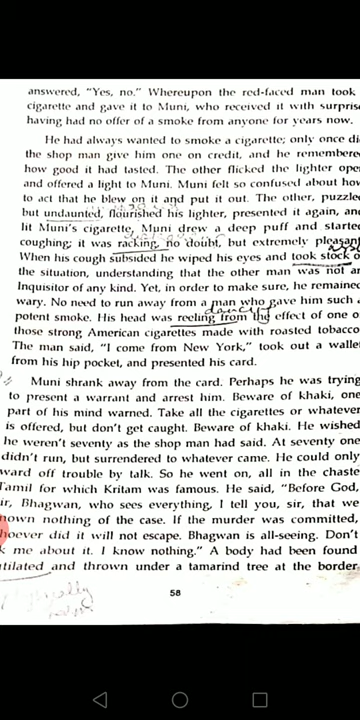 answered, "Yes, no." Whereupon the red-faced man took
cigarette and gave it to Muni, who received it with surpris
having had no offer of a smoke from anyone for years now.
He had always wanted to smoke a cigarette; only once di
the shop man give him one on credit, and he remembere
how good it had tasted. The other flicked the lighter ope
and offered a light to Muni. Muni felt so confused about how
to act that he blew on it and put it out. The other, puzzle
but undaunted, flourished his lighter, presented it again, an
lit Muni's cigarette, Muni drew a deep puff and starte
coughing; it was racking, no doubt, but extremely pleasant
When his cough subsided he wiped his eyes and took stock o
the situation, understanding that the other man was not an
Inquisitor of any kind. Yet, in order to make sure, he remained
wary. No need to run away from a man who gave him such a
dancing
potent smoke. His head was reeling from the effect of one o
those strong American cigarettes made with roasted tobacco
The man said, "I come from New York," took out a walle
from his hip pocket, and presented his card.
Muni shrank away from the card. Perhaps he was trying
to present a warrant and arrest him. Beware of khaki, one
part of his mind warned. Take all the cigarettes or whatever
is offered, but don't get caught. Beware of khaki. He wished
he weren't seventy as the shop man had said. At seventy one
didn't run, but surrendered to whatever came. He could only
ward off trouble by talk. So he went on, all in the chaste
Tamil for which Kritam was famous. He said, "Before God,
ir, Bhagwan, who sees everything, I tell you, sir, that we
nown nothing of the case. If the murder was committed,
hoever did it will not escape. Bhagwan is all-seeing. Don't
k me about it. I know nothing." A body had been found
utilated and thrown under a tamarind tree at the border
58